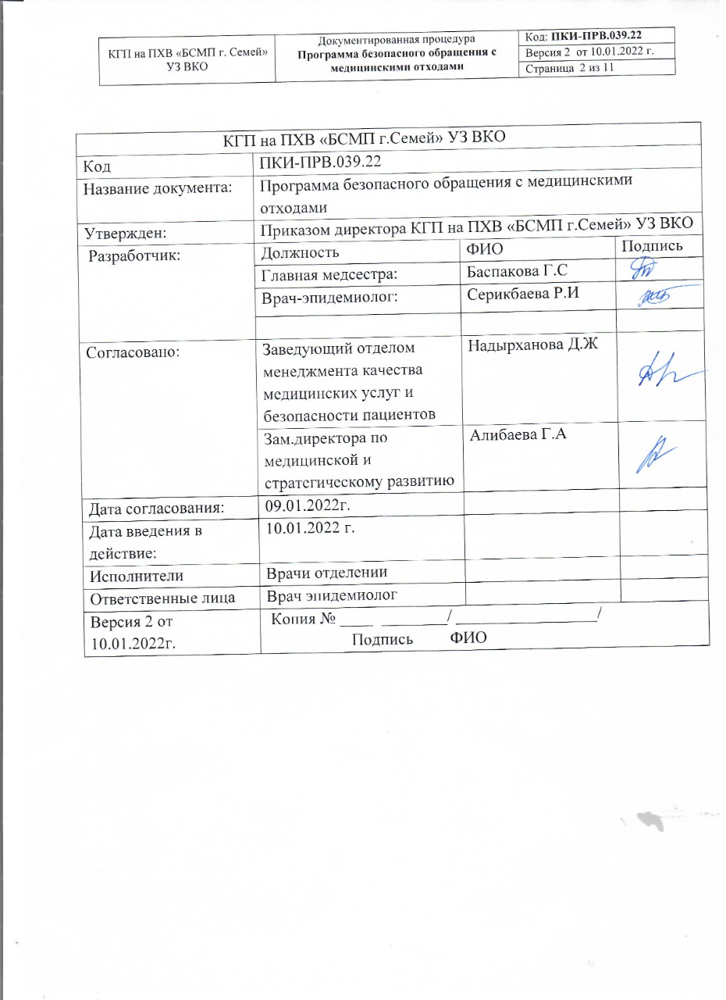 КГП на ПХВ «БСМП г. Семей»
УЗ ВКО
Документированная процедура
Программа безопасного обращения с
медицинскими отходами
Код: ПКИ-ПРВ.039.22
Версия 2 от 10.01.2022 г.
Страница 2 из 11
КГП на ПХВ «БСМП г.Семей» УЗ ВКО
Код
ПКИ-ПРВ.039.22
Название документа:
Программа безопасного обращения с медицинскими
отходами
Утвержден:
Приказом директора КГП на ПХВ «БСМП г.Семей» УЗ ВКО
Разработчик:
Должность
ФИО
Подпись
Главная медсестра:
Баспакова Г.С
Врач-эпидемиолог:
Серикбаева Р.И
Согласовано:
Заведующий отделом
менеджмента качества
медицинских услуг и
безопасности пациентов
Надырханова Д.Ж
Зам.директора по
медицинской и
стратегическому развитию
Алибаева Г.А
Дата согласования:
09.01.2022г.
Дата введения в
действие:
10.01.2022 г.
Исполнители
Врачи отделении
Ответственные лица
Врач эпидемиолог
Версия 2 от
10.01.2022г.
Копия № ____ ________/ _________________/
Подпись ФИО